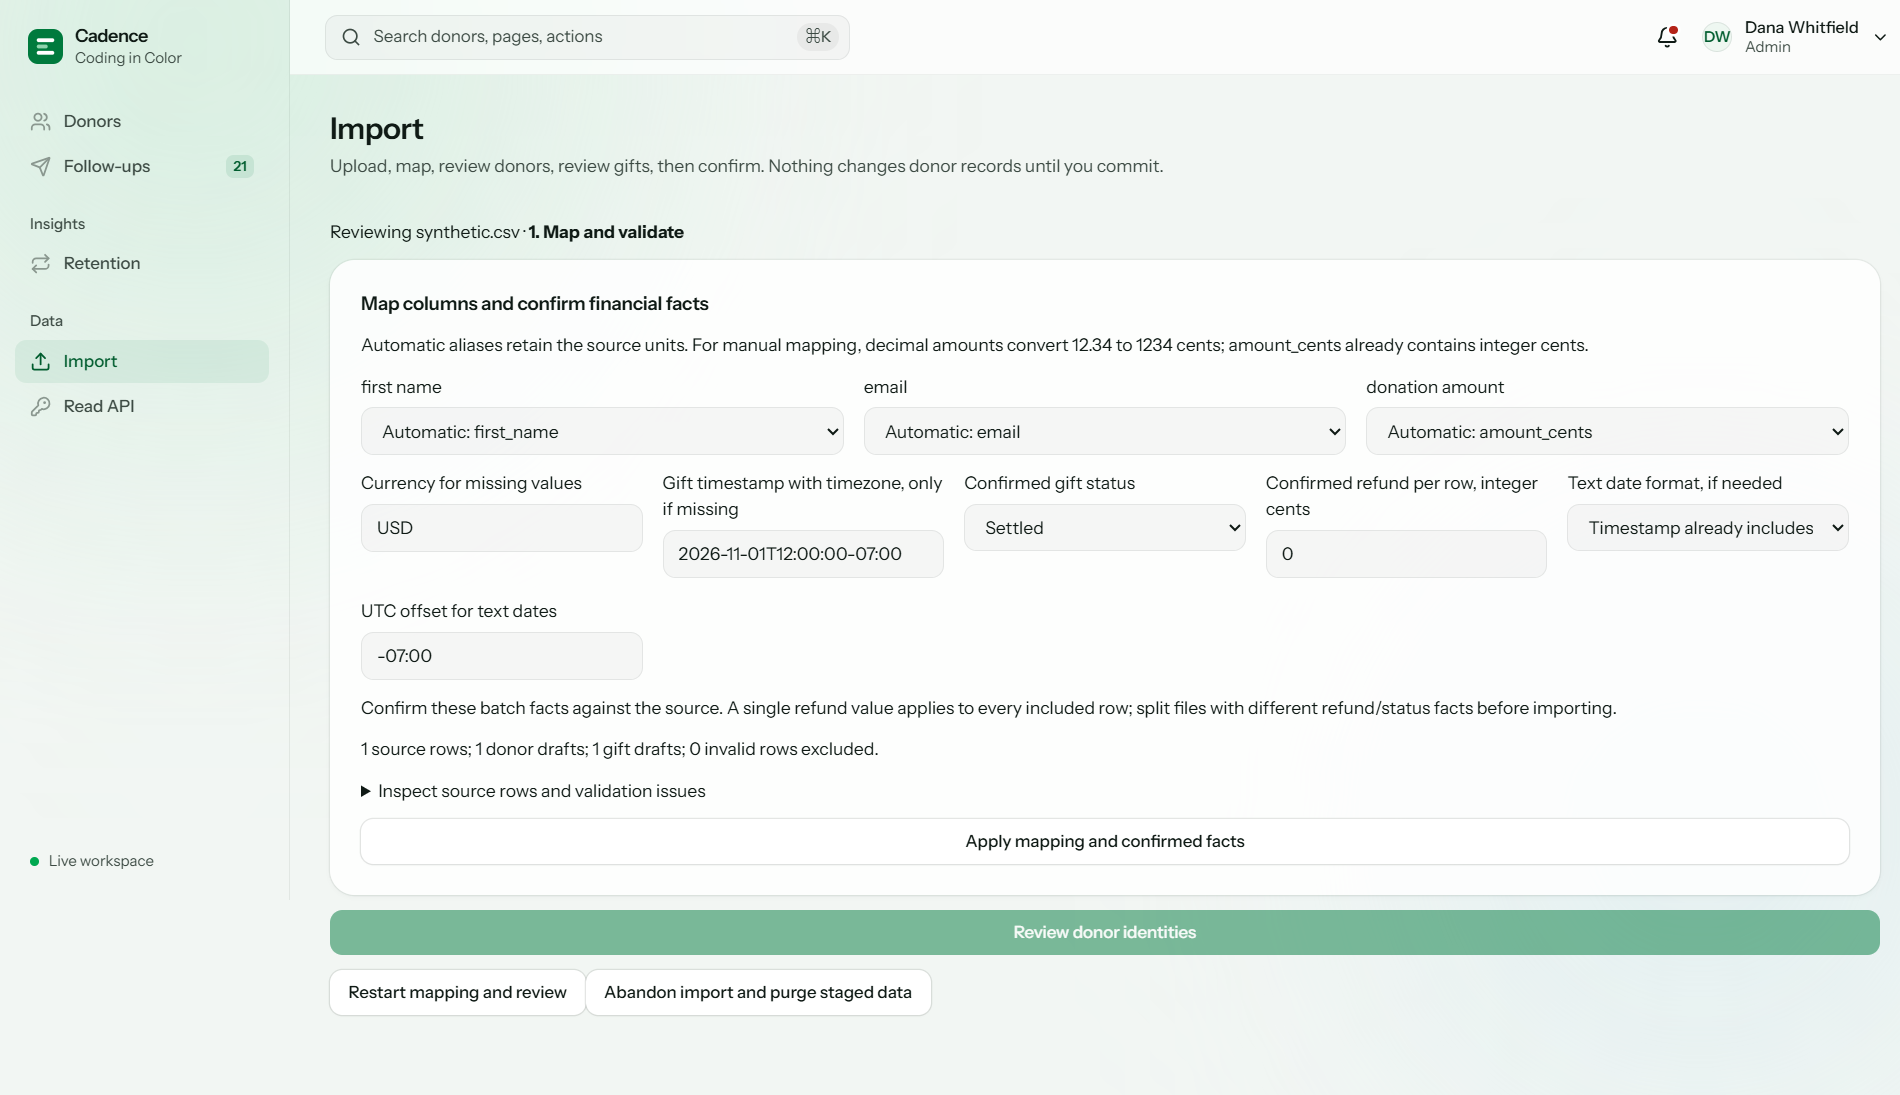 Cadence
Coding in Color
Search donors, pages, actions
⌘K
DW
Dana Whitfield
Admin
Donors
Follow-ups
21
Insights
Retention
Data
Import
Read API
Live workspace
Import
Upload, map, review donors, review gifts, then confirm. Nothing changes donor records until you commit.
Reviewing synthetic.csv · 1. Map and validate
Map columns and confirm financial facts
Automatic aliases retain the source units. For manual mapping, decimal amounts convert 12.34 to 1234 cents; amount_cents already contains integer cents.
first name
email
donation amount
Automatic: first_name
Automatic: email
Automatic: amount_cents
Currency for missing values
USD
Gift timestamp with timezone, only
if missing
2026-11-01T12:00:00-07:00
Confirmed gift status
Settled
Confirmed refund per row, integer
cents
0
Text date format, if needed
Timestamp already includes
UTC offset for text dates
-07:00
Confirm these batch facts against the source. A single refund value applies to every included row; split files with different refund/status facts before importing.
1 source rows; 1 donor drafts; 1 gift drafts; 0 invalid rows excluded.
Inspect source rows and validation issues
Apply mapping and confirmed facts
Review donor identities
Restart mapping and review
Abandon import and purge staged data